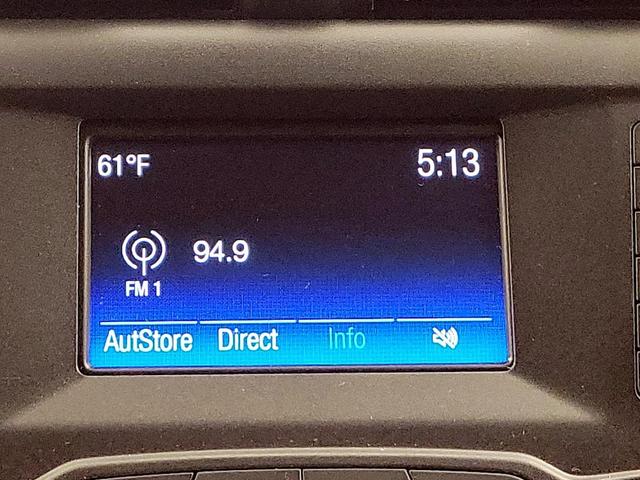 61°F 5:13
94.9
FM 1
AutStore Direct Info